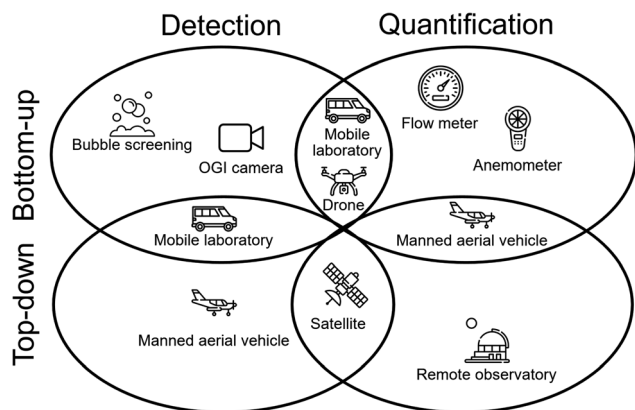 Detection
Quantification
Bottom-up
Top-down
Bubble screening
OGI camera
Mobile
laboratory
Drone
Flow meter
Anemometer
Mobile laboratory
Manned aerial vehicle
Manned aerial vehicle
Satellite
Remote observatory